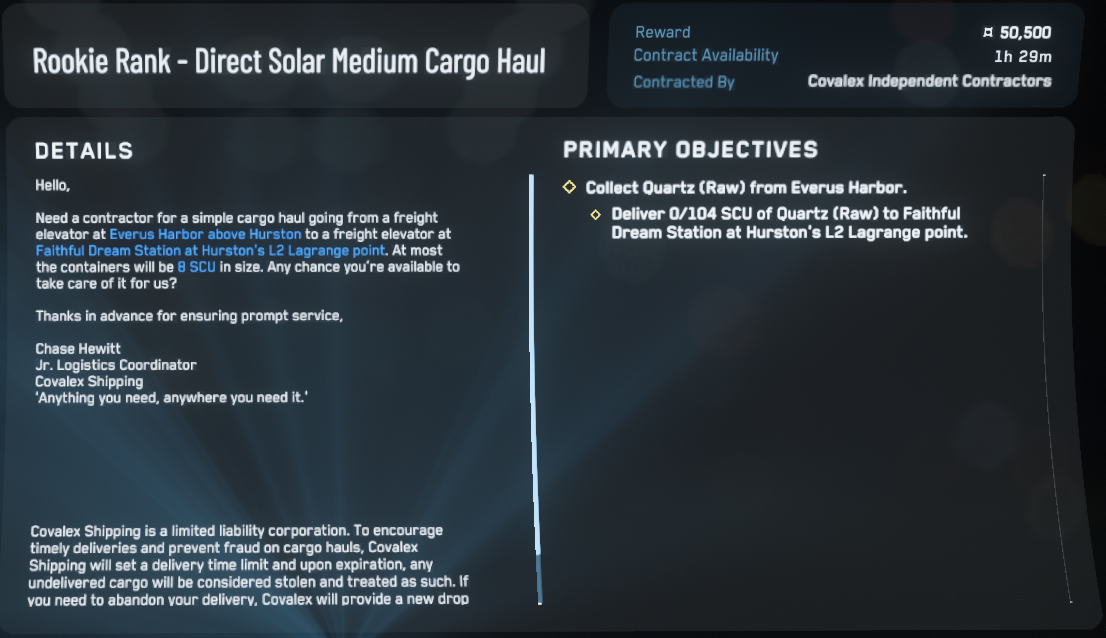 Rookie Rank - Direct Solar Medium Cargo Haul
Reward ¤ 50,500
Contract Availability 1h 29m
Contracted By Covalex Independent Contractors
DETAILS
Hello,
Need a contractor for a simple cargo haul going from a freight
elevator at Everus Harbor above Hurston to a freight elevator at
Faithful Dream Station at Hurston's L2 Lagrange point. At most
the containers will be 8 SCU in size. Any chance you're available to
take care of it for us?
Thanks in advance for ensuring prompt service,
Chase Hewitt
Jr. Logistics Coordinator
Covalex Shipping
'Anything you need, anywhere you need it.'
Covalex Shipping is a limited liability corporation. To encourage
timely deliveries and prevent fraud on cargo hauls, Covalex
Shipping will set a delivery time limit and upon expiration, any
undelivered cargo will be considered stolen and treated as such. If
you need to abandon your delivery, Covalex will provide a new drop
PRIMARY OBJECTIVES
Collect Quartz (Raw) from Everus Harbor.
Deliver 0/104 SCU of Quartz (Raw) to Faithful
Dream Station at Hurston's L2 Lagrange point.